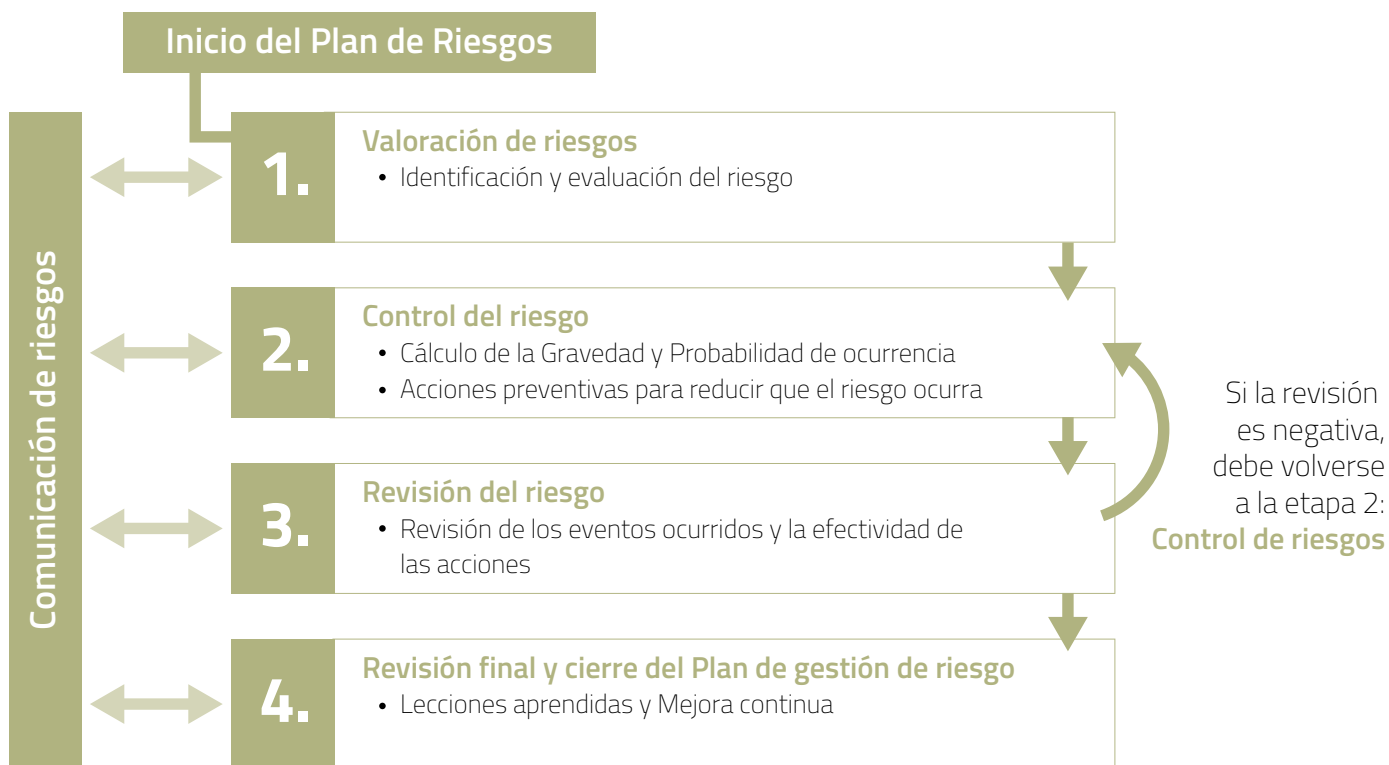 Inicio del Plan de Riesgos
Comunicación de riesgos
1.
Valoración de riesgos
• Identificación y evaluación del riesgo
2.
Control del riesgo
• Cálculo de la Gravedad y Probabilidad de ocurrencia
• Acciones preventivas para reducir que el riesgo ocurra
3.
Revisión del riesgo
• Revisión de los eventos ocurridos y la efectividad de
las acciones
Si la revisión
es negativa,
debe volverse
a la etapa 2:
Control de riesgos
4.
Revisión final y cierre del Plan de gestión de riesgo
• Lecciones aprendidas y Mejora continua